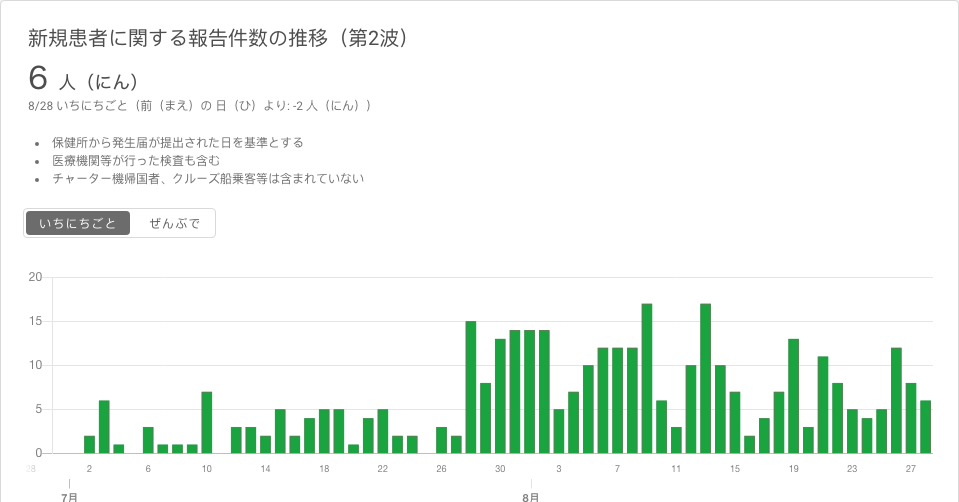 新規患者に関する報告件数の推移（第2波）
6 人（にん）
8/28 いちにちごと（前（まえ）の 日（ひ）より: -2 人（にん））
• 保健所から発生届が提出された日を基準とする
• 医療機関等が行った検査も含む
• チャーター機帰国者、クルーズ船乗客等は含まれていない
いちにちごと ぜんぶで
20
15
10
5
0
28 2 6 10 14 18 22 26 30 3 7 11 15 19 23 27
7月 8月